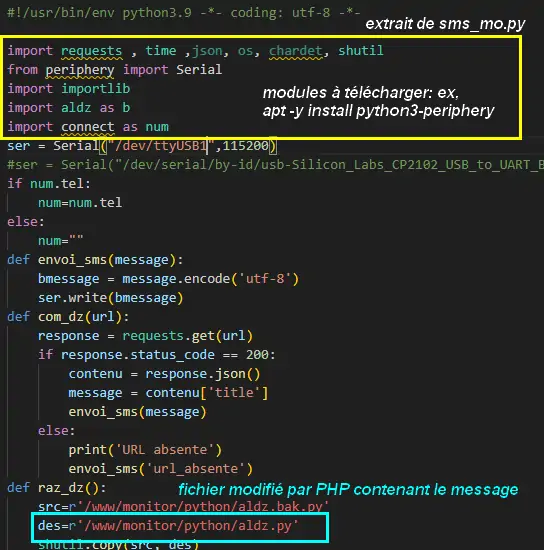 #!/usr/bin/env python3.9 -*- coding: utf-8 -*-
extrait de sms_mo.py
import requests , time ,json, os, chardet, shutil
from periphery import Serial
import importlib
import aldz as b
import connect as num
modules à télécharger: ex,
apt -y install python3-periphery
ser = Serial("/dev/ttyUSB1",115200)
#ser = Serial("/dev/serial/by-id/usb-Silicon_Labs_CP2102_USB_to_UART_B
if num.tel:
    num=num.tel
else:
    num=""
def envoi_sms(message):
    bmessage = message.encode('utf-8')
    ser.write(bmessage)
def com_dz(url):
    response = requests.get(url)
    if response.status_code == 200:
        contenu = response.json()
        message = contenu['title']
        envoi_sms(message)
    else:
        print('URL absente')
        envoi_sms('url_absente')
def raz_dz():
fichier modifié par PHP contenant le message
    src=r'/www/monitor/python/aldz.bak.py'
    des=r'/www/monitor/python/aldz.py'
    shutil.copy(src, des)